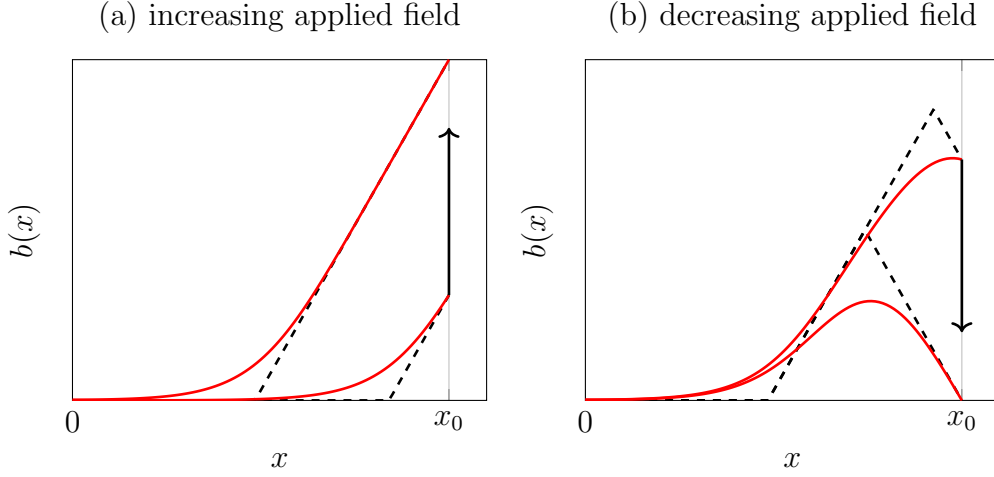 (a) increasing applied field
b(x)
0
x₀
x
(b) decreasing applied field
b(x)
0
x₀
x